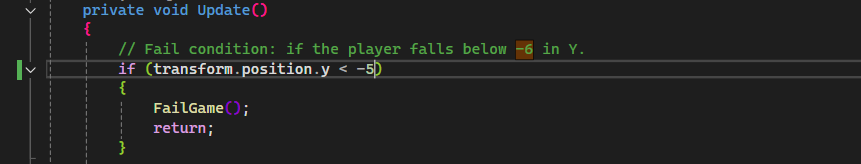 private void Update()
{
// Fail condition: if the player falls below -6 in Y.
if (transform.position.y < -5)
{
FailGame();
return;
}